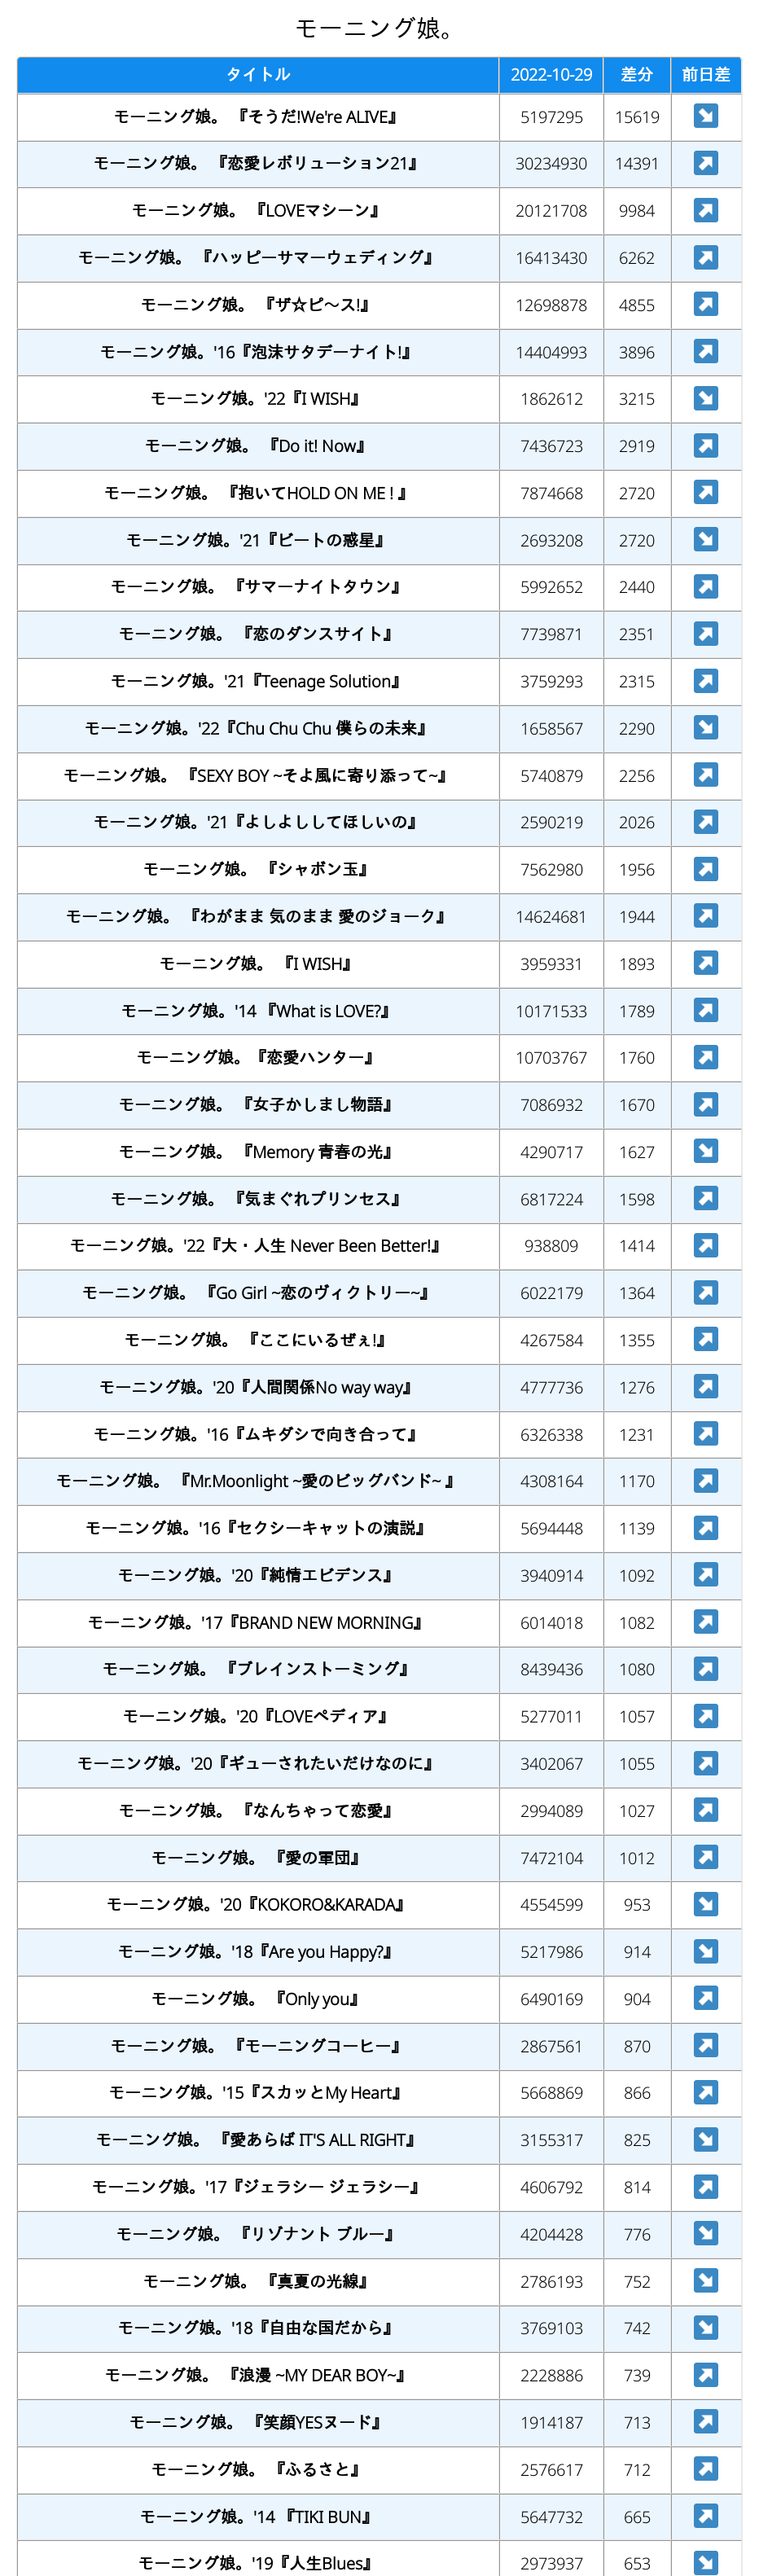 モーニング娘。
タイトル 2022-10-29 差分 前日差
モーニング娘。 『そうだ!We're ALIVE』 5197295 15619 ↘
モーニング娘。 『恋愛レボリューション21』 30234930 14391 ↗
モーニング娘。 『LOVEマシーン』 20121708 9984 ↗
モーニング娘。 『ハッピーサマーウェディング』 16413430 6262 ↗
モーニング娘。 『ザ☆ピ〜ス!』 12698878 4855 ↗
モーニング娘。'16『泡沫サタデーナイト!』 14404993 3896 ↗
モーニング娘。'22『I WISH』 1862612 3215 ↘
モーニング娘。 『Do it! Now』 7436723 2919 ↗
モーニング娘。 『抱いてHOLD ON ME ! 』 7874668 2720 ↗
モーニング娘。'21『ビートの惑星』 2693208 2720 ↘
モーニング娘。 『サマーナイトタウン』 5992652 2440 ↗
モーニング娘。 『恋のダンスサイト』 7739871 2351 ↗
モーニング娘。'21『Teenage Solution』 3759293 2315 ↗
モーニング娘。'22『Chu Chu Chu 僕らの未来』 1658567 2290 ↘
モーニング娘。 『SEXY BOY ~そよ風に寄り添って~』 5740879 2256 ↗
モーニング娘。'21『よしよししてほしいの』 2590219 2026 ↗
モーニング娘。 『シャボン玉』 7562980 1956 ↗
モーニング娘。 『わがまま 気のまま 愛のジョーク』 14624681 1944 ↗
モーニング娘。 『I WISH』 3959331 1893 ↗
モーニング娘。'14 『What is LOVE?』 10171533 1789 ↗
モーニング娘。 『恋愛ハンター』 10703767 1760 ↗
モーニング娘。 『女子かしまし物語』 7086932 1670 ↗
モーニング娘。 『Memory 青春の光』 4290717 1627 ↘
モーニング娘。 『気まぐれプリンセス』 6817224 1598 ↗
モーニング娘。'22『大・人生 Never Been Better!』 938809 1414 ↗
モーニング娘。 『Go Girl ~恋のヴィクトリー~』 6022179 1364 ↗
モーニング娘。 『ここにいるぜぇ!』 4267584 1355 ↗
モーニング娘。'20『人間関係No way way』 4777736 1276 ↗
モーニング娘。'16『ムキダシで向き合って』 6326338 1231 ↗
モーニング娘。 『Mr.Moonlight ~愛のビッグバンド~ 』 4308164 1170 ↗
モーニング娘。'16『セクシーキャットの演説』 5694448 1139 ↗
モーニング娘。'20『純情エビデンス』 3940914 1092 ↗
モーニング娘。'17『BRAND NEW MORNING』 6014018 1082 ↗
モーニング娘。 『ブレインストーミング』 8439436 1080 ↗
モーニング娘。'20『LOVEペディア』 5277011 1057 ↗
モーニング娘。'20『ギューされたいだけなのに』 3402067 1055 ↗
モーニング娘。 『なんちゃって恋愛』 2994089 1027 ↗
モーニング娘。 『愛の軍団』 7472104 1012 ↗
モーニング娘。'20『KOKORO&KARADA』 4554599 953 ↘
モーニング娘。'18『Are you Happy?』 5217986 914 ↘
モーニング娘。 『Only you』 6490169 904 ↗
モーニング娘。 『モーニングコーヒー』 2867561 870 ↗
モーニング娘。'15『スカッとMy Heart』 5668869 866 ↗
モーニング娘。 『愛あらば IT'S ALL RIGHT』 3155317 825 ↘
モーニング娘。'17『ジェラシー ジェラシー』 4606792 814 ↗
モーニング娘。 『リゾナント ブルー』 4204428 776 ↘
モーニング娘。 『真夏の光線』 2786193 752 ↘
モーニング娘。'18『自由な国だから』 3769103 742 ↘
モーニング娘。 『浪漫 ~MY DEAR BOY~』 2228886 739 ↗
モーニング娘。 『笑顔YESヌード』 1914187 713 ↗
モーニング娘。 『ふるさと』 2576617 712 ↗
モーニング娘。'14 『TIKI BUN』 5647732 665 ↗
モーニング娘。'19『人生Blues』 2973937 653 ↘